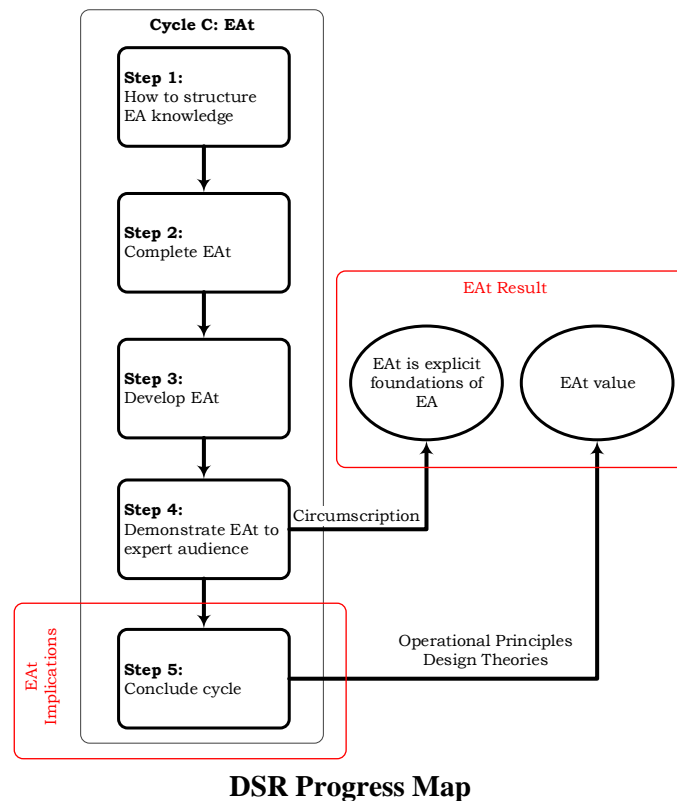 Cycle C: EAt
Step 1:
How to structure
EA knowledge
Step 2:
Complete EAt
EAt Result
Step 3:
Develop EAt
EAt is explicit
foundations of
EA
EAt value
Step 4:
Demonstrate EAt to
expert audience
Circumscription
EAt
Implications
Step 5:
Conclude cycle
Operational Principles
Design Theories
DSR Progress Map